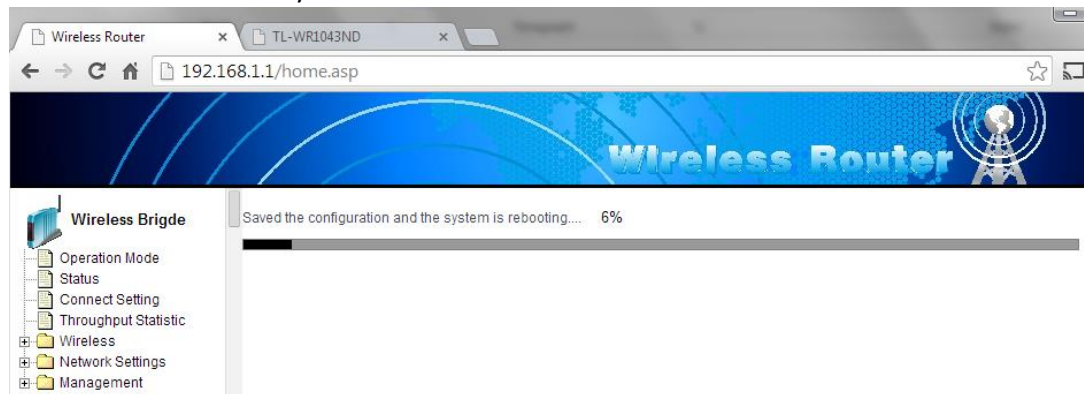 Wireless Router
TL-WR1043ND
192.168.1.1/home.asp
Wireless Router
Wireless Brigde
Saved the configuration and the system is rebooting.... 6%
Operation Mode
Status
Connect Setting
Throughput Statistic
Wireless
Network Settings
Management